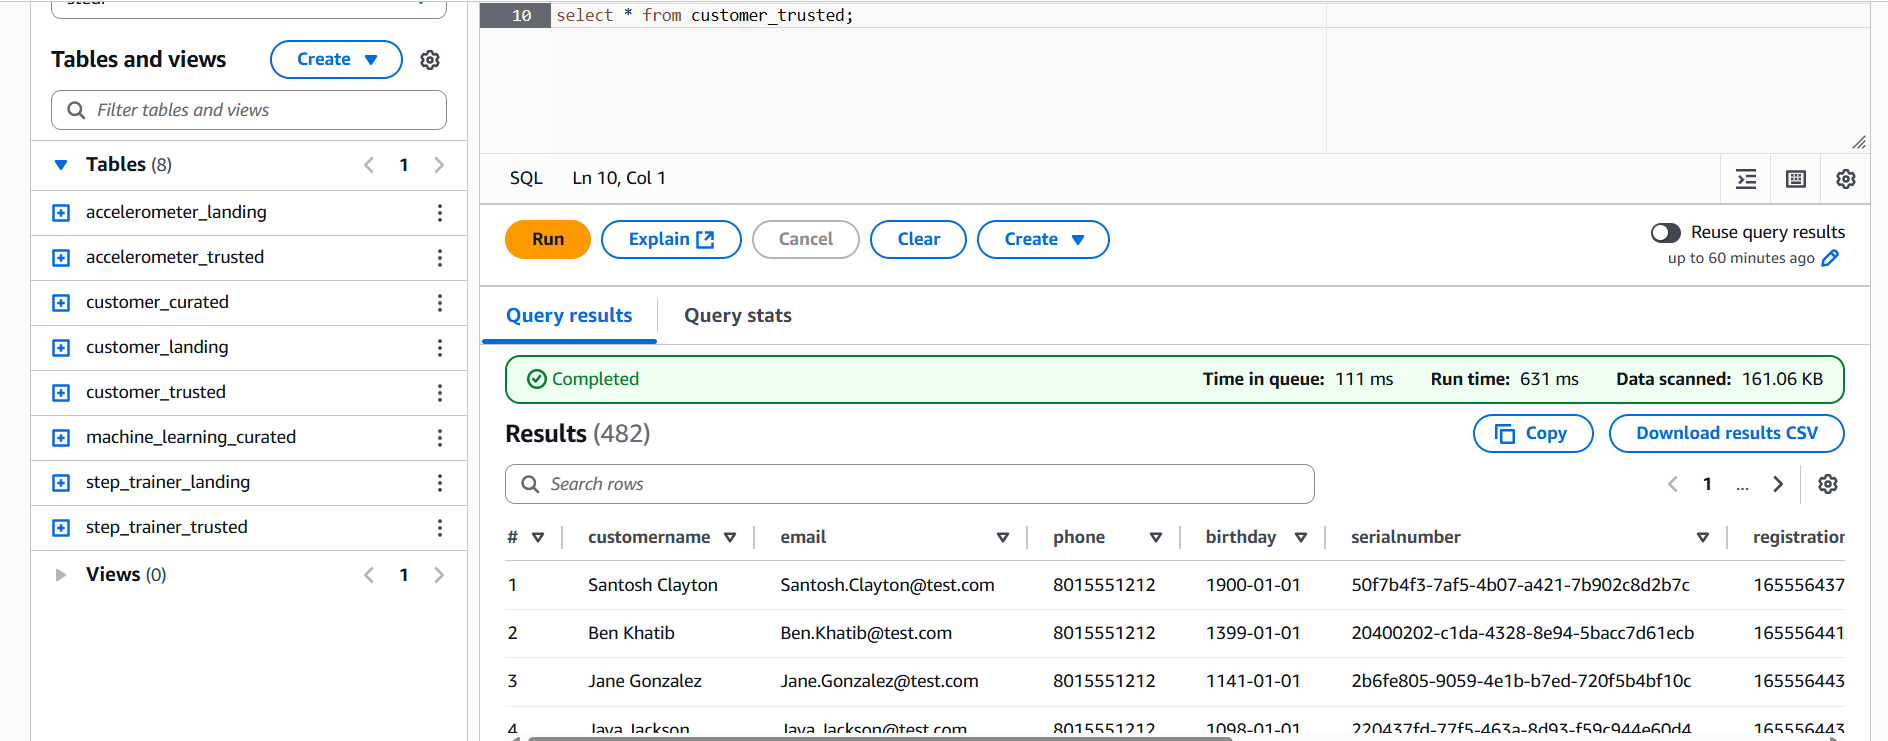 10 select * from customer_trusted;
Tables and views
Create
Filter tables and views
Tables (8)
1
accelerometer_landing
accelerometer_trusted
customer_curated
customer_landing
customer_trusted
machine_learning_curated
step_trainer_landing
step_trainer_trusted
Views (0)
1
SQL Ln 10, Col 1
Run Explain Cancel Clear Create
Reuse query results
up to 60 minutes ago
Query results Query stats
Completed Time in queue: 111 ms Run time: 631 ms Data scanned: 161.06 KB
Results (482) Copy Download results CSV
Search rows 1 ...
# customername email phone birthday serialnumber registration
1 Santosh Clayton Santosh.Clayton@test.com 8015551212 1900-01-01 50f7b4f3-7af5-4b07-a421-7b902c8d2b7c 165556437
2 Ben Khatib Ben.Khatib@test.com 8015551212 1399-01-01 20400202-c1da-4328-8e94-5bacc7d61ecb 165556441
3 Jane Gonzalez Jane.Gonzalez@test.com 8015551212 1141-01-01 2b6fe805-9059-4e1b-b7ed-720f5b4bf10c 165556443
4 Jaya Jackson Jaya.Jackson@test.com 8015551212 1098-01-01 220437fd-77f5-463a-8d93-f59c944e60d4 165556443